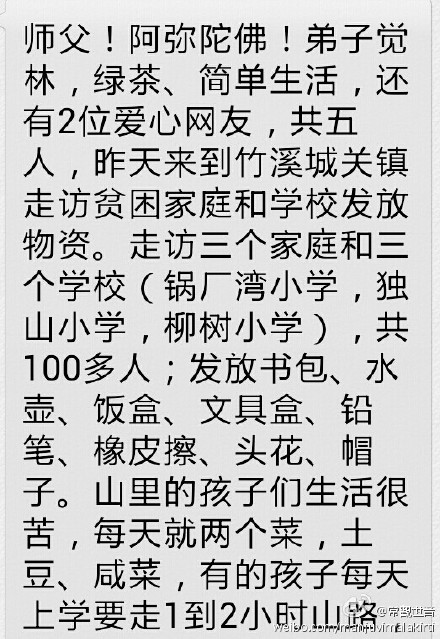 师父！阿弥陀佛！弟子觉
林，绿茶、简单生活，还
有2位爱心网友，共五
人，昨天来到竹溪城关镇
走访贫困家庭和学校发放
物资。走访三个家庭和三
个学校（锅厂湾小学，独
山小学，柳树小学），共
100多人；发放书包、水
壶、饭盒、文具盒、铅
笔、橡皮擦、头花、帽
子。山里的孩子们生活很
苦，每天就两个菜，土
豆、咸菜，有的孩子每天
上学要走1到2小时山路，
@常毀世音
weibo.com/manjuvimalakirti